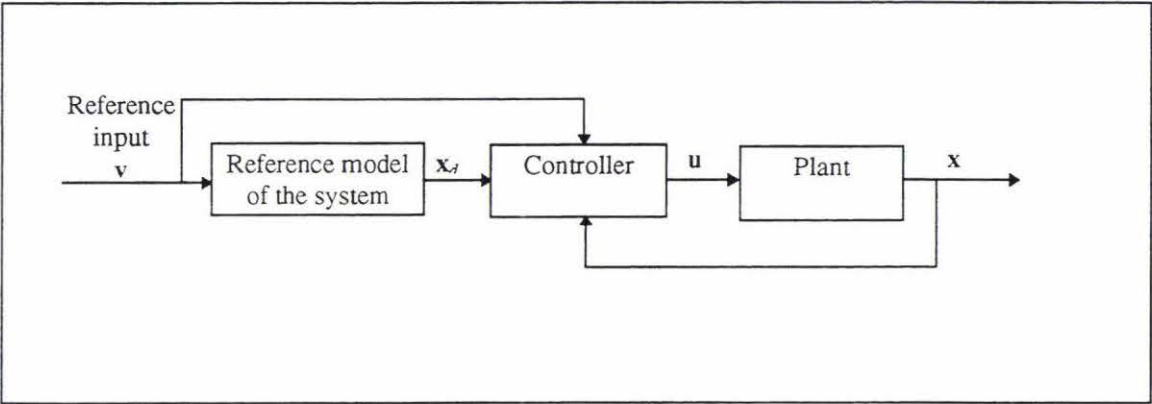 Reference
input
v
Reference model
of the system
x_d
Controller
u
Plant
x